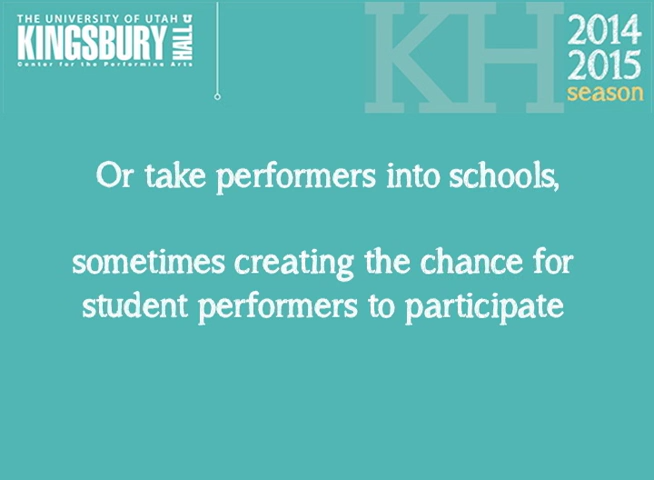 THE UNIVERSITY OF UTAH
KINGSBURY
HALL
Center for the Performing Arts
KH
2014
2015
season
Or take performers into schools,
sometimes creating the chance for
student performers to participate